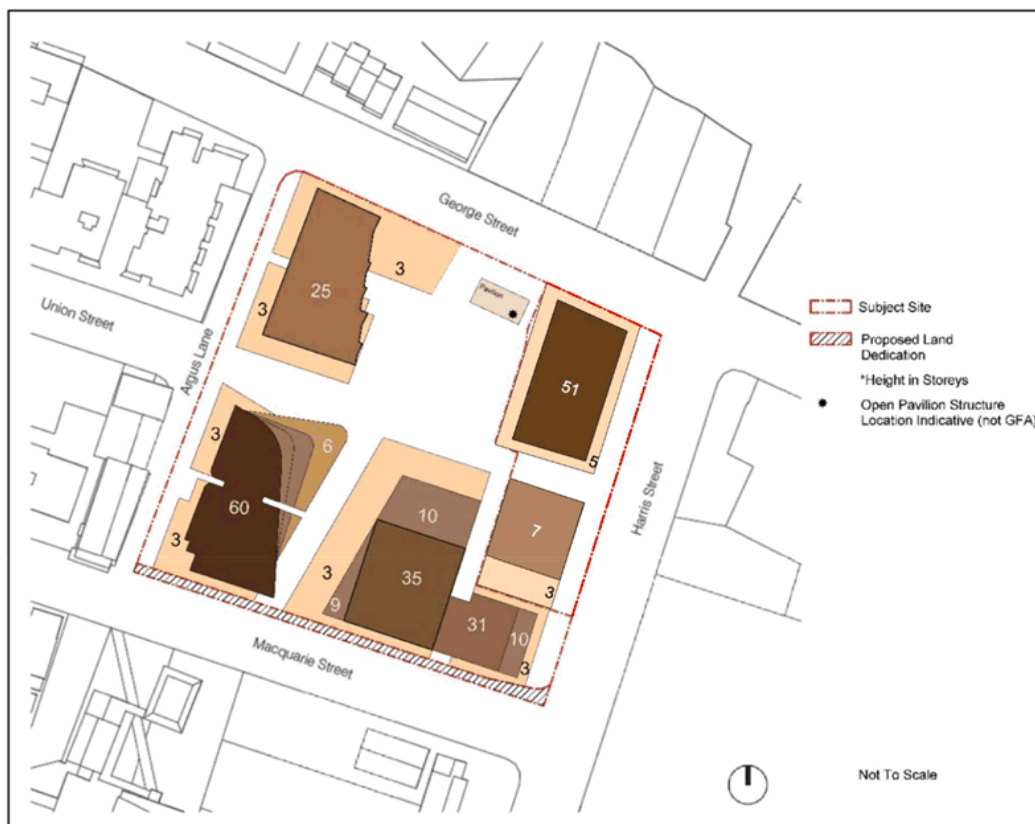 George Street
3
25
Pavilion
3
51
Union Street
Argus Lane
Subject Site
Proposed Land
Dedication
*Height in Storeys
Open Pavilion Structure
Location Indicative (not GFA)
3
6
5
60
10
7
Harris Street
3
3
35
3
9
31
10
3
Macquarie Street
Not To Scale